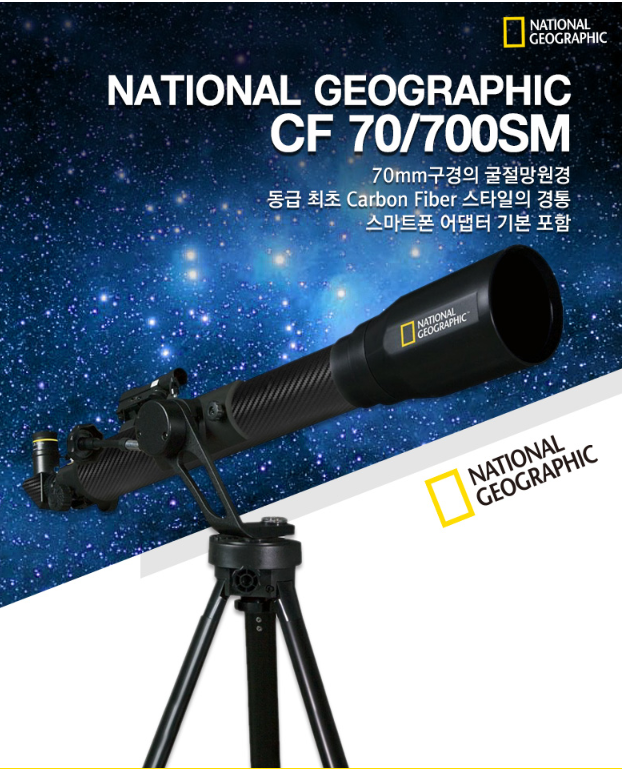 NATIONAL
GEOGRAPHIC
NATIONAL GEOGRAPHIC
CF 70/700SM
70mm구경의 굴절망원경
동급 최초 Carbon Fiber 스타일의 경통
스마트폰 어댑터 기본 포함
NATIONAL
GEOGRAPHIC™
NATIONAL
GEOGRAPHIC